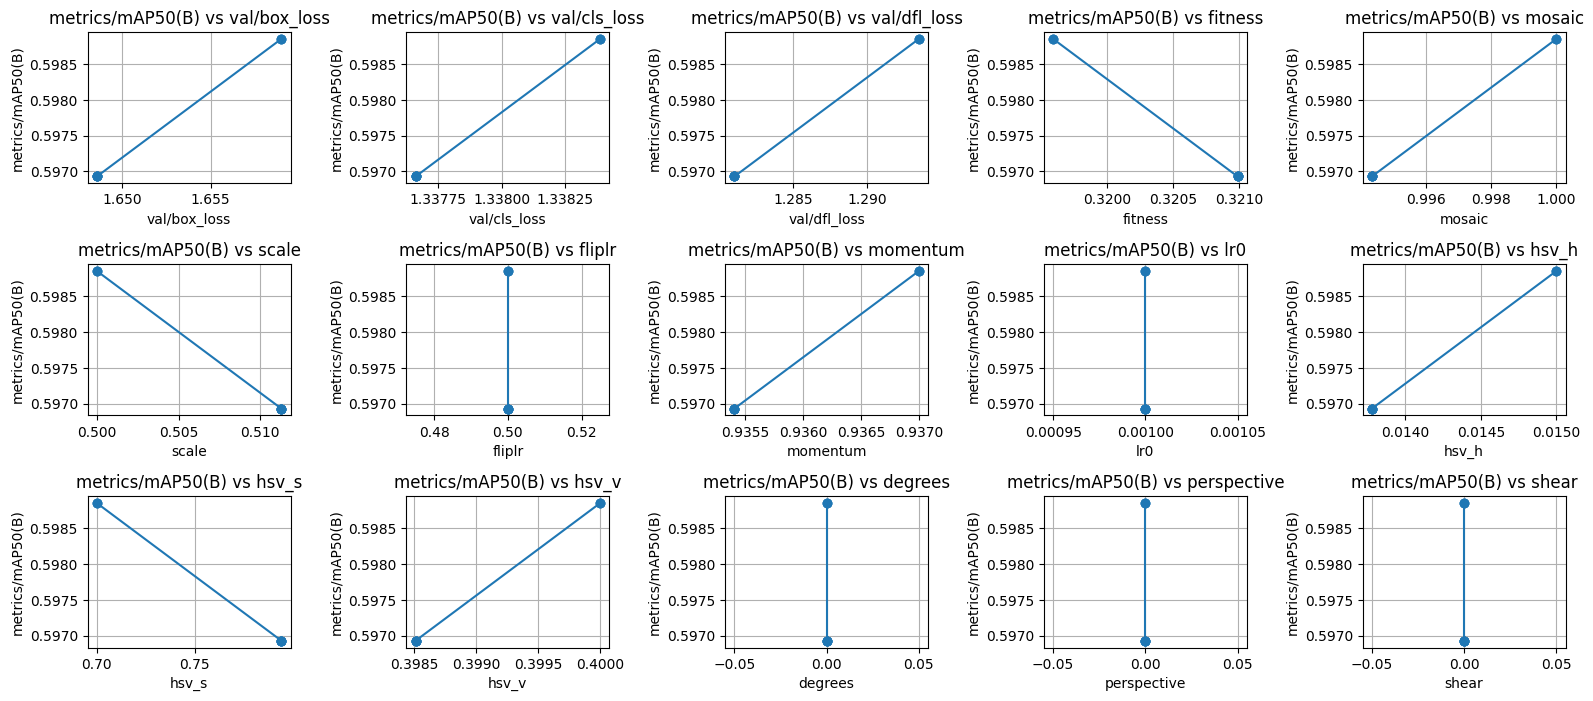 metrics/mAP50(B) vs val/box_loss
metrics/mAP50(B)
0.5985
0.5980
0.5975
0.5970
1.650 1.655
val/box_loss
metrics/mAP50(B) vs val/cls_loss
metrics/mAP50(B)
0.5985
0.5980
0.5975
0.5970
1.33775 1.33800 1.33825
val/cls_loss
metrics/mAP50(B) vs val/dfl_loss
metrics/mAP50(B)
0.5985
0.5980
0.5975
0.5970
1.285 1.290
val/dfl_loss
metrics/mAP50(B) vs fitness
metrics/mAP50(B)
0.5985
0.5980
0.5975
0.5970
0.3200 0.3205 0.3210
fitness
metrics/mAP50(B) vs mosaic
metrics/mAP50(B)
0.5985
0.5980
0.5975
0.5970
0.996 0.998 1.000
mosaic
metrics/mAP50(B) vs scale
metrics/mAP50(B)
0.5985
0.5980
0.5975
0.5970
0.500 0.505 0.510
scale
metrics/mAP50(B) vs fliplr
metrics/mAP50(B)
0.5985
0.5980
0.5975
0.5970
0.48 0.50 0.52
fliplr
metrics/mAP50(B) vs momentum
metrics/mAP50(B)
0.5985
0.5980
0.5975
0.5970
0.9355 0.9360 0.9365 0.9370
momentum
metrics/mAP50(B) vs lr0
metrics/mAP50(B)
0.5985
0.5980
0.5975
0.5970
0.00095 0.00100 0.00105
lr0
metrics/mAP50(B) vs hsv_h
metrics/mAP50(B)
0.5985
0.5980
0.5975
0.5970
0.0140 0.0145 0.0150
hsv_h
metrics/mAP50(B) vs hsv_s
metrics/mAP50(B)
0.5985
0.5980
0.5975
0.5970
0.70 0.75
hsv_s
metrics/mAP50(B) vs hsv_v
metrics/mAP50(B)
0.5985
0.5980
0.5975
0.5970
0.3985 0.3990 0.3995 0.4000
hsv_v
metrics/mAP50(B) vs degrees
metrics/mAP50(B)
0.5985
0.5980
0.5975
0.5970
−0.05 0.00 0.05
degrees
metrics/mAP50(B) vs perspective
metrics/mAP50(B)
0.5985
0.5980
0.5975
0.5970
−0.05 0.00 0.05
perspective
metrics/mAP50(B) vs shear
metrics/mAP50(B)
0.5985
0.5980
0.5975
0.5970
−0.05 0.00 0.05
shear